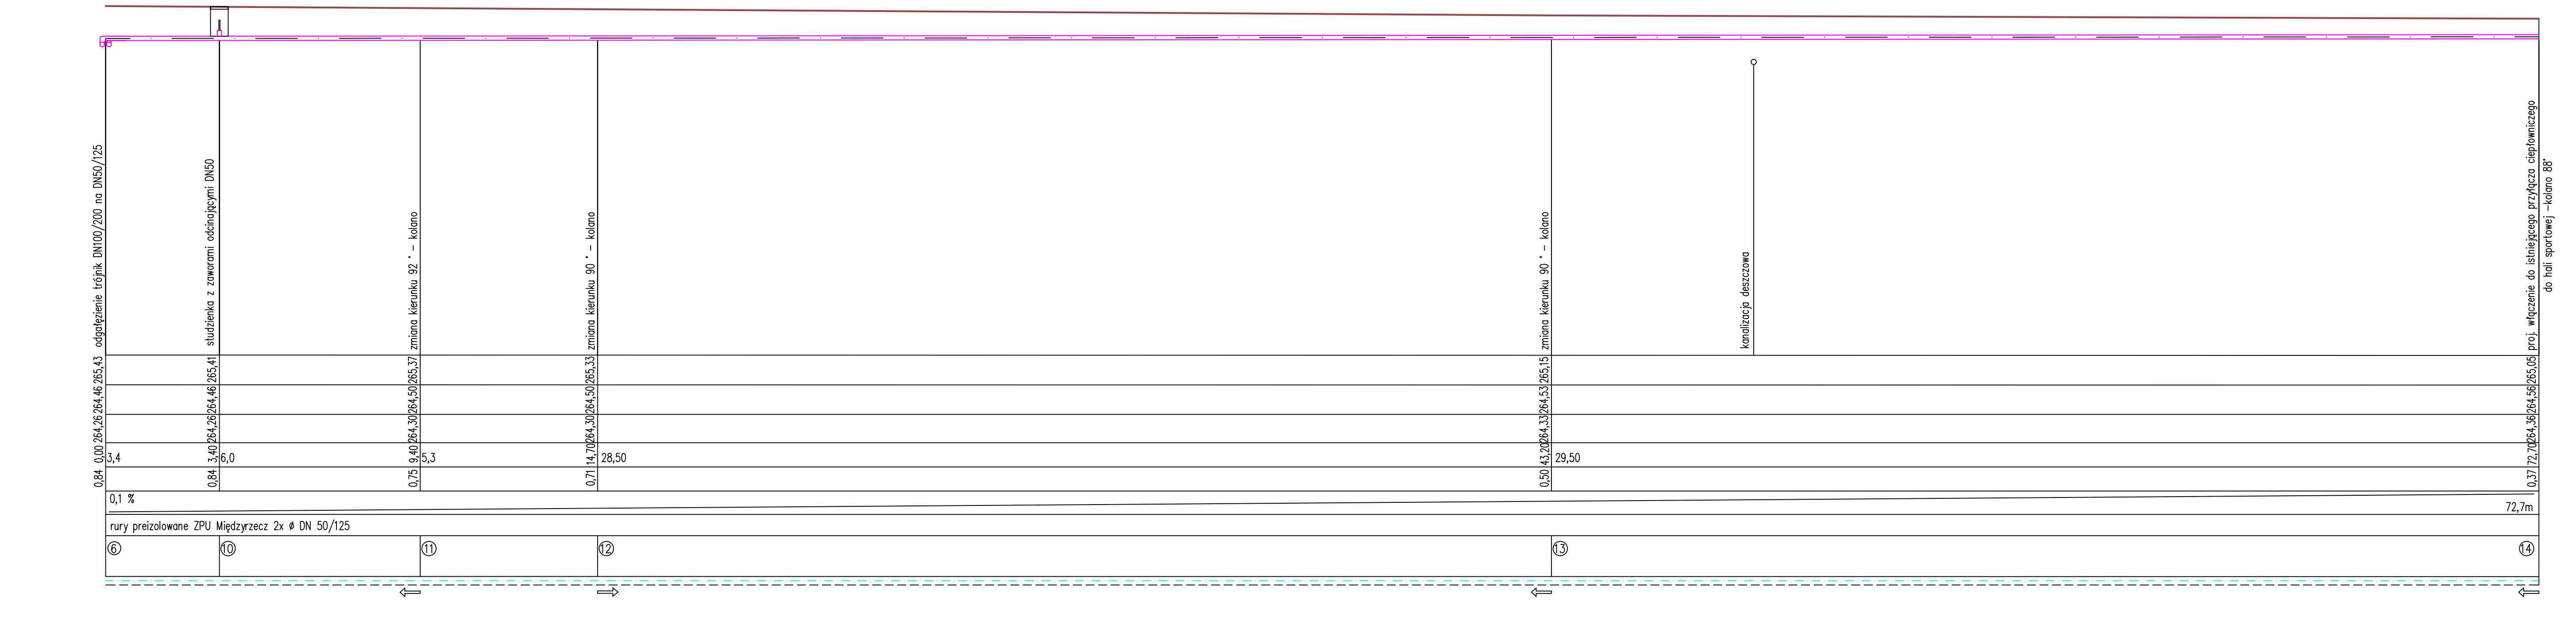 odgałęzienie trójnik DN100/200 na DN50/125
studzienka z zaworami odcinającymi DN50
zmiana kierunku 92 ° - kolano
zmiana kierunku 90 ° - kolano
zmiana kierunku 90 ° - kolano
kanalizacja deszczowa
proj. włączenie do istniejącego przyłącza ciepłowniczego
do hali sportowej -kolano 88°
265,43 265,41 265,37 265,33 265,15 265,05
264,46 264,46 264,50 264,50 264,53 264,56
264,26 264,26 264,30 264,30 264,33 264,36
0,00 3,40 9,40 14,70 43,20 72,70
3,4 6,0 5,3 28,50 29,50
0,84 0,84 0,75 0,71 0,50 0,37
0,1 %
72,7m
rury preizolowane ZPU Międzyrzecz 2x ø DN 50/125
6 10 11 12 13 14